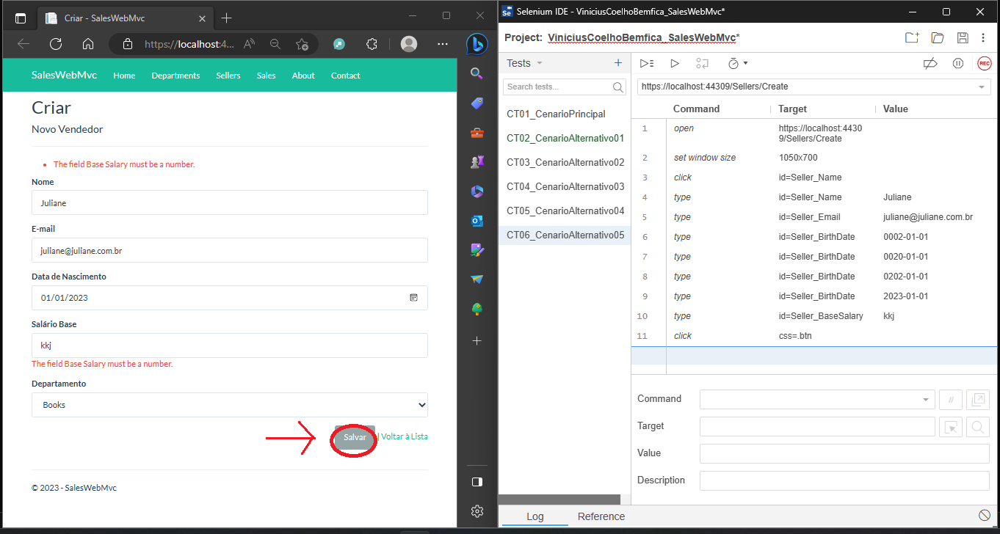 Criar - SalesWebMvc
https://localhost:4...
SalesWebMvc Home Departments Sellers Sales About Contact
Criar
Novo Vendedor
The field Base Salary must be a number.
Nome
Juliane
E-mail
juliane@juliane.com.br
Data de Nascimento
01/01/2023
Salário Base
kkj
The field Base Salary must be a number.
Departamento
Books
Salvar | Voltar à Lista
© 2023 - SalesWebMvc
Selenium IDE - ViniciusCoelhoBemfica_SalesWebMvc*
Project: ViniciusCoelhoBemfica_SalesWebMvc*
Tests
REC
Search tests...
https://localhost:44309/Sellers/Create
CT01_CenarioPrincipal
CT02_CenarioAlternativo01
CT03_CenarioAlternativo02
CT04_CenarioAlternativo03
CT05_CenarioAlternativo04
CT06_CenarioAlternativo05
Command Target Value
1 open https://localhost:4430
9/Sellers/Create
2 set window size 1050x700
3 click id=Seller_Name
4 type id=Seller_Name Juliane
5 type id=Seller_Email juliane@juliane.com.br
6 type id=Seller_BirthDate 0002-01-01
7 type id=Seller_BirthDate 0020-01-01
8 type id=Seller_BirthDate 0202-01-01
9 type id=Seller_BirthDate 2023-01-01
10 type id=Seller_BaseSalary kkj
11 click css=.btn
Command //
Target
Value
Description
Log Reference